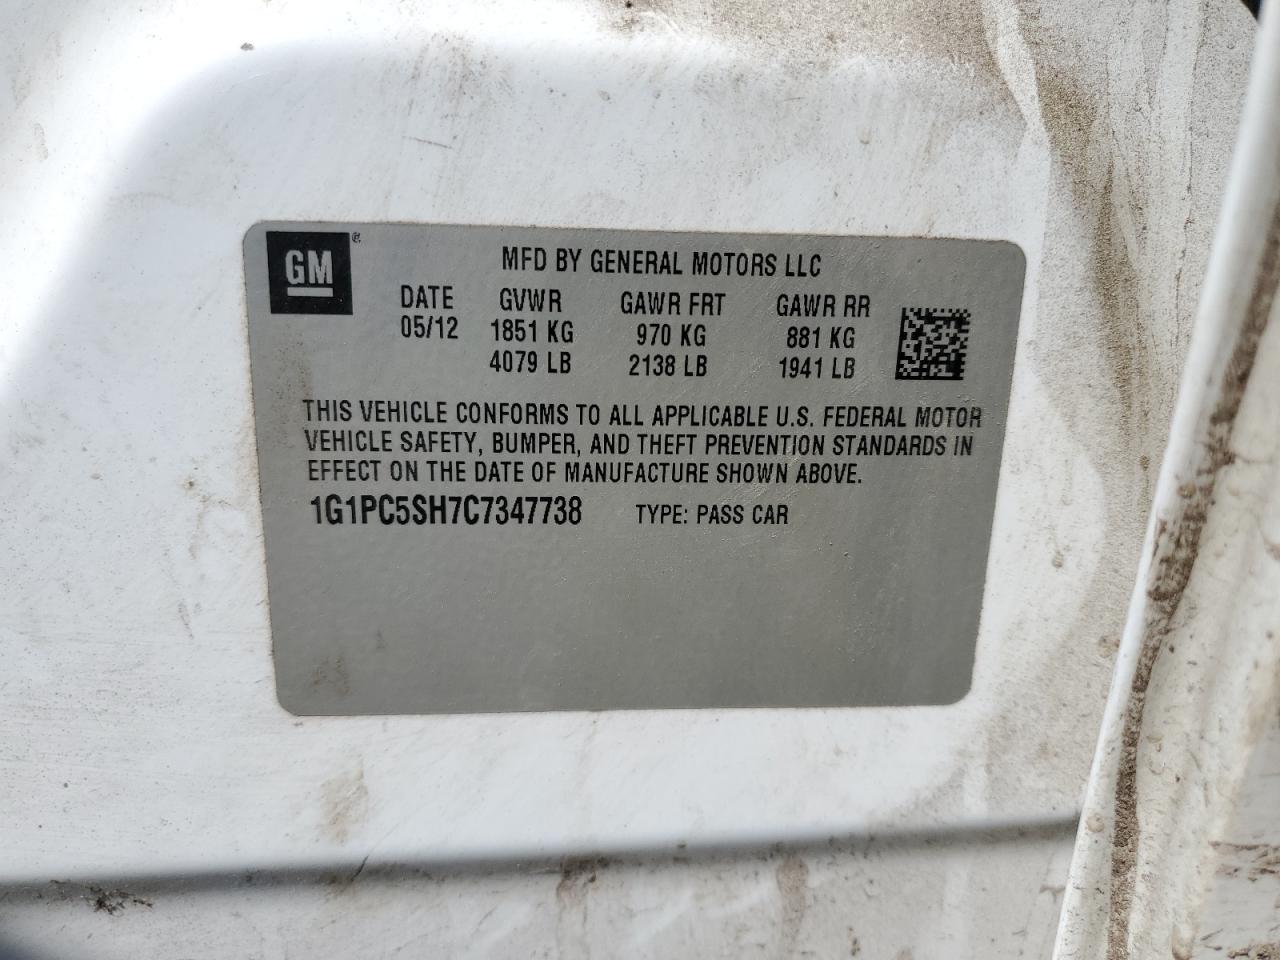 GM
MFD BY GENERAL MOTORS LLC
DATE GVWR GAWR FRT GAWR RR
05/12 1851 KG 970 KG 881 KG
4079 LB 2138 LB 1941 LB
THIS VEHICLE CONFORMS TO ALL APPLICABLE U.S. FEDERAL MOTOR
VEHICLE SAFETY, BUMPER, AND THEFT PREVENTION STANDARDS IN
EFFECT ON THE DATE OF MANUFACTURE SHOWN ABOVE.
1G1PC5SH7C7347738 TYPE: PASS CAR